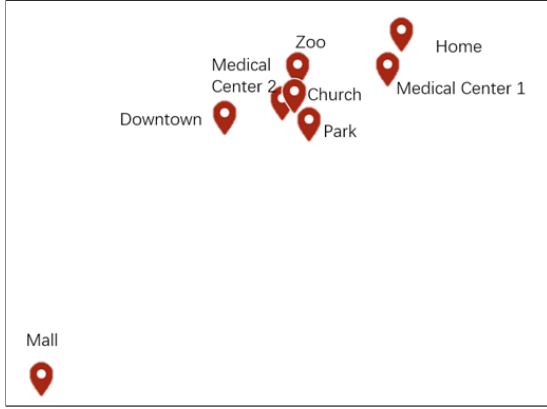 Zoo
Home
Medical
Center 2
Medical Center 1
Church
Downtown
Park
Mall